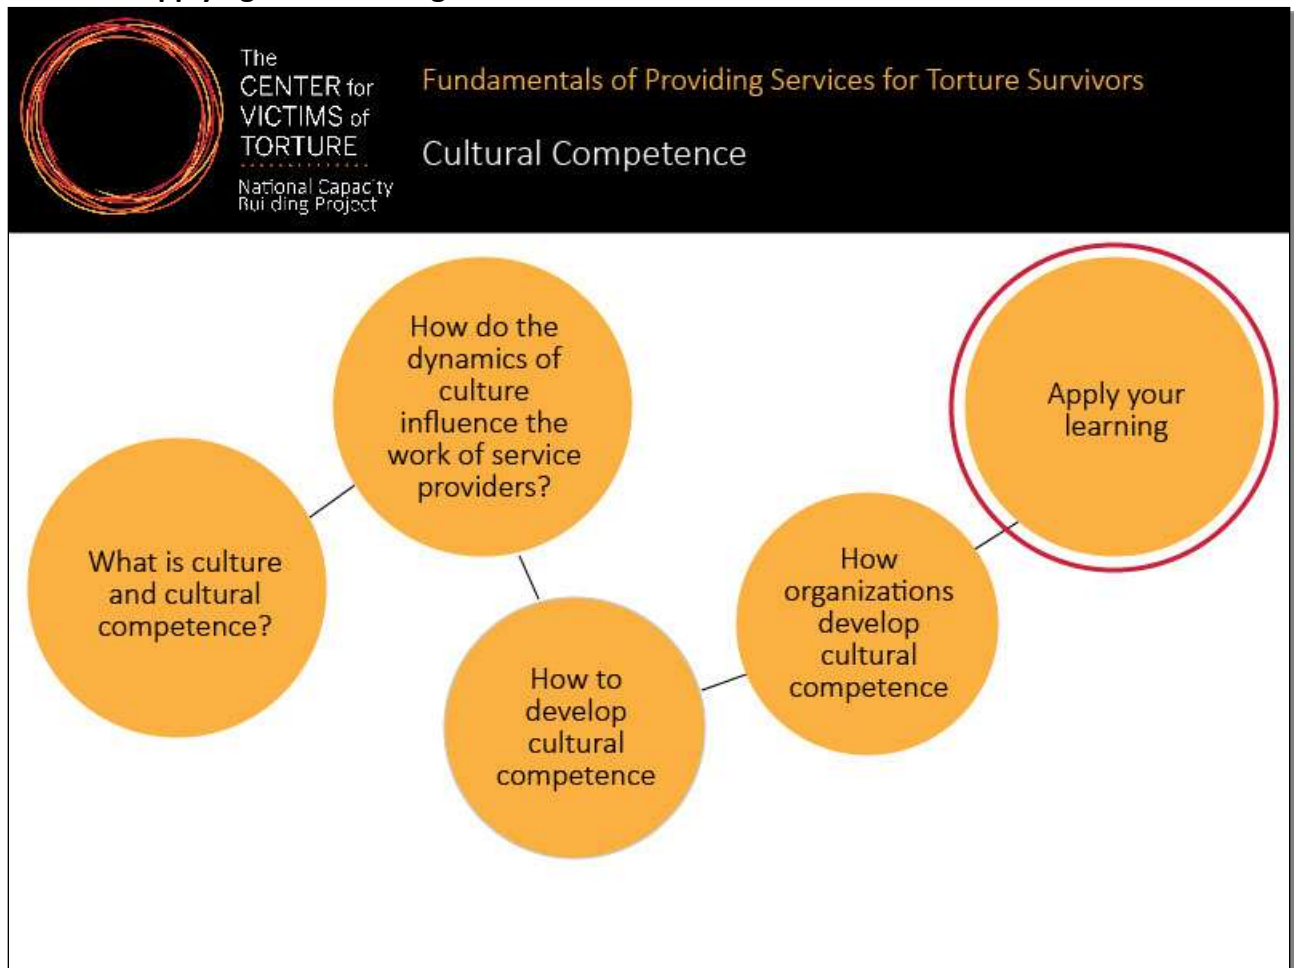 The
CENTER for
VICTIMS of
TORTURE
National Capacity
Building Project
Fundamentals of Providing Services for Torture Survivors
Cultural Competence
What is culture
and cultural
competence?
How do the
dynamics of
culture
influence the
work of service
providers?
How to
develop
cultural
competence
How
organizations
develop
cultural
competence
Apply your
learning